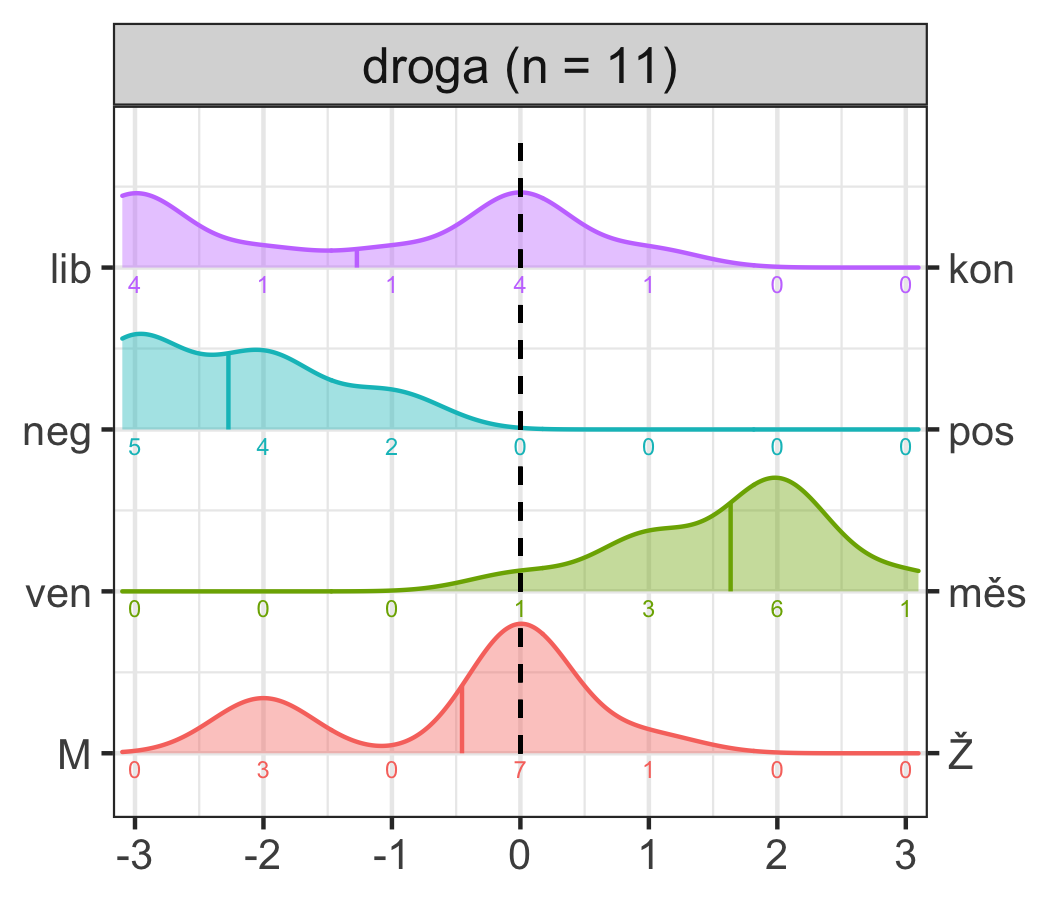 droga (n = 11)
lib kon
4 1 1 4 1 0 0
neg pos
5 4 2 0 0 0 0
ven měs
0 0 0 1 3 6 1
M Ž
0 3 0 7 1 0 0
-3 -2 -1 0 1 2 3